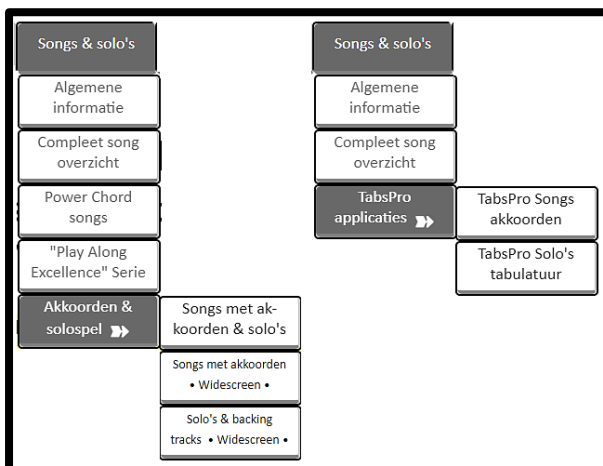 Songs & solo's
Algemene
informatie
Compleet song
overzicht
Power Chord
songs
"Play Along
Excellence" Serie
Akkoorden &
solospel
Songs met ak-
koorden & solo's
Songs met akkoorden
• Widescreen •
Solo's & backing
tracks • Widescreen •
Songs & solo's
Algemene
informatie
Compleet song
overzicht
TabsPro
applicaties
TabsPro Songs
akkoorden
TabsPro Solo's
tabulatuur